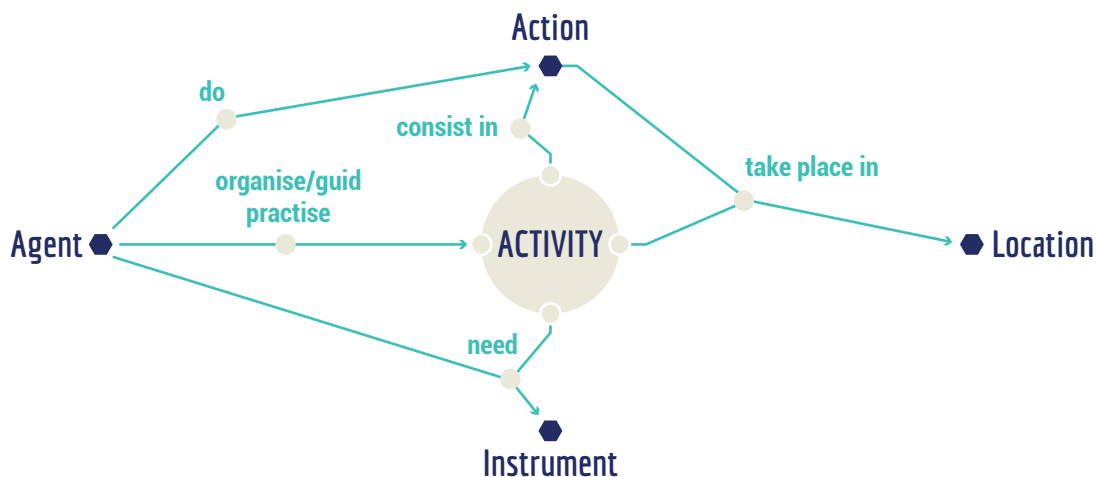 Action
do
consist in
take place in
organise/guid
practise
Agent
ACTIVITY
Location
need
Instrument